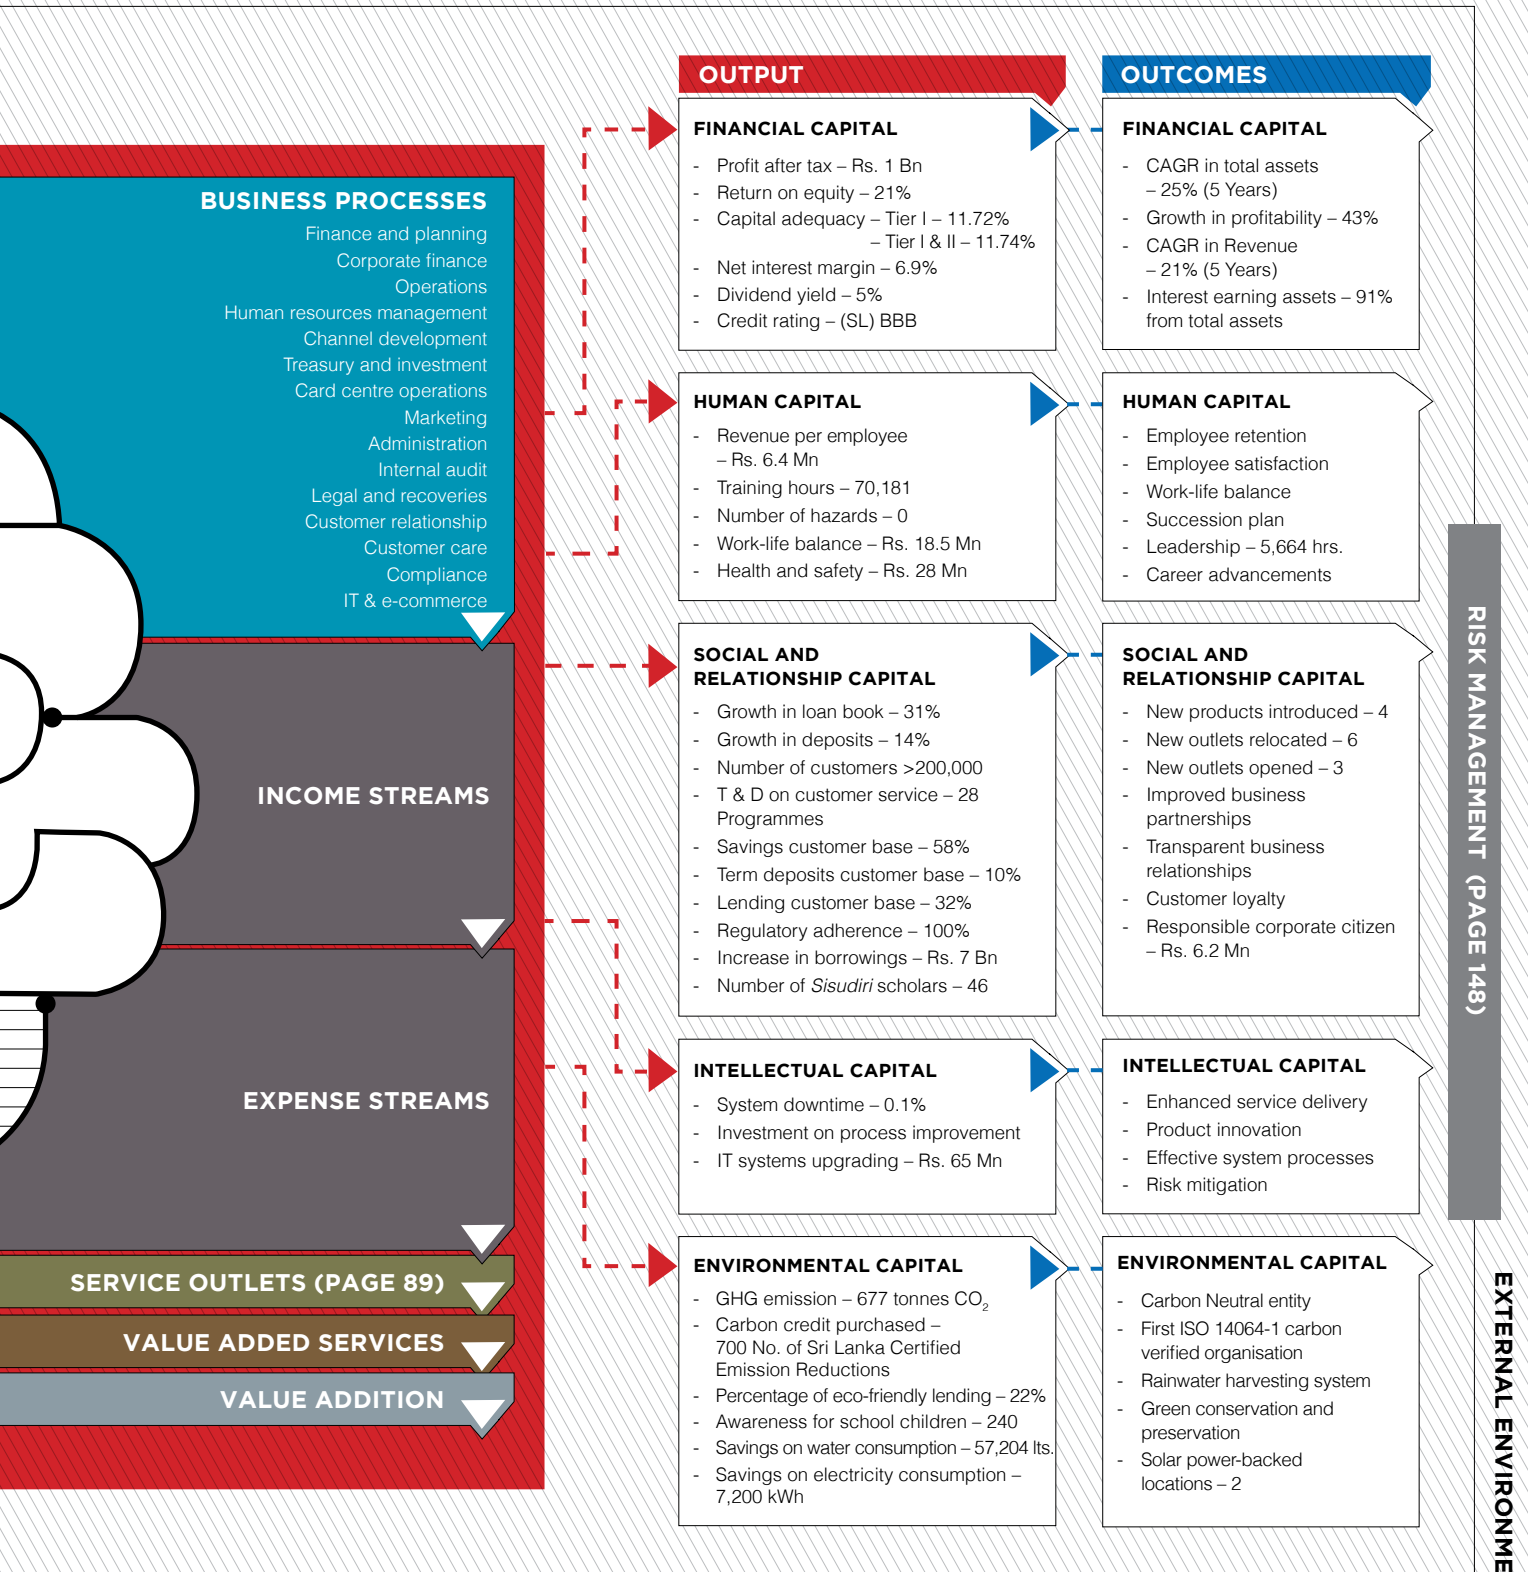 BUSINESS PROCESSES
Finance and planning
Corporate finance
Operations
Human resources management
Channel development
Treasury and investment
Card centre operations
Marketing
Administration
Internal audit
Legal and recoveries
Customer relationship
Customer care
Compliance
IT & e-commerce
INCOME STREAMS
EXPENSE STREAMS
SERVICE OUTLETS (PAGE 89)
VALUE ADDED SERVICES
VALUE ADDITION
OUTPUT
FINANCIAL CAPITAL
- Profit after tax – Rs. 1 Bn
- Return on equity – 21%
- Capital adequacy – Tier I – 11.72%
– Tier I & II – 11.74%
- Net interest margin – 6.9%
- Dividend yield – 5%
- Credit rating – (SL) BBB
HUMAN CAPITAL
- Revenue per employee
– Rs. 6.4 Mn
- Training hours – 70,181
- Number of hazards – 0
- Work-life balance – Rs. 18.5 Mn
- Health and safety – Rs. 28 Mn
SOCIAL AND
RELATIONSHIP CAPITAL
- Growth in loan book – 31%
- Growth in deposits – 14%
- Number of customers >200,000
- T & D on customer service – 28
Programmes
- Savings customer base – 58%
- Term deposits customer base – 10%
- Lending customer base – 32%
- Regulatory adherence – 100%
- Increase in borrowings – Rs. 7 Bn
- Number of Sisudiri scholars – 46
INTELLECTUAL CAPITAL
- System downtime – 0.1%
- Investment on process improvement
- IT systems upgrading – Rs. 65 Mn
ENVIRONMENTAL CAPITAL
- GHG emission – 677 tonnes CO₂
- Carbon credit purchased –
700 No. of Sri Lanka Certified
Emission Reductions
- Percentage of eco-friendly lending – 22%
- Awareness for school children – 240
- Savings on water consumption – 57,204 lts.
- Savings on electricity consumption –
7,200 kWh
OUTCOMES
FINANCIAL CAPITAL
- CAGR in total assets
– 25% (5 Years)
- Growth in profitability – 43%
- CAGR in Revenue
– 21% (5 Years)
- Interest earning assets – 91%
from total assets
HUMAN CAPITAL
- Employee retention
- Employee satisfaction
- Work-life balance
- Succession plan
- Leadership – 5,664 hrs.
- Career advancements
SOCIAL AND
RELATIONSHIP CAPITAL
- New products introduced – 4
- New outlets relocated – 6
- New outlets opened – 3
- Improved business
partnerships
- Transparent business
relationships
- Customer loyalty
- Responsible corporate citizen
– Rs. 6.2 Mn
INTELLECTUAL CAPITAL
- Enhanced service delivery
- Product innovation
- Effective system processes
- Risk mitigation
ENVIRONMENTAL CAPITAL
- Carbon Neutral entity
- First ISO 14064-1 carbon
verified organisation
- Rainwater harvesting system
- Green conservation and
preservation
- Solar power-backed
locations – 2
RISK MANAGEMENT (PAGE 148)
EXTERNAL ENVIRONME